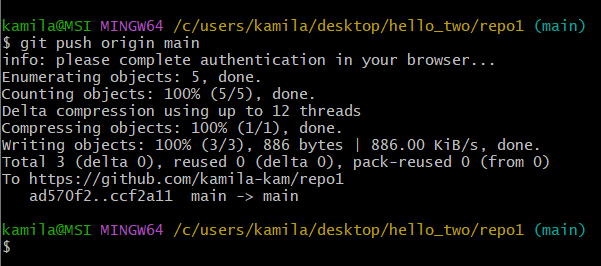 kamila@MSI MINGW64 /c/users/kamila/desktop/hello_two/repo1 (main)
$ git push origin main
info: please complete authentication in your browser...
Enumerating objects: 5, done.
Counting objects: 100% (5/5), done.
Delta compression using up to 12 threads
Compressing objects: 100% (1/1), done.
Writing objects: 100% (3/3), 886 bytes | 886.00 KiB/s, done.
Total 3 (delta 0), reused 0 (delta 0), pack-reused 0 (from 0)
To https://github.com/kamila-kam/repo1
   ad570f2..ccf2a11  main -> main
kamila@MSI MINGW64 /c/users/kamila/desktop/hello_two/repo1 (main)
$